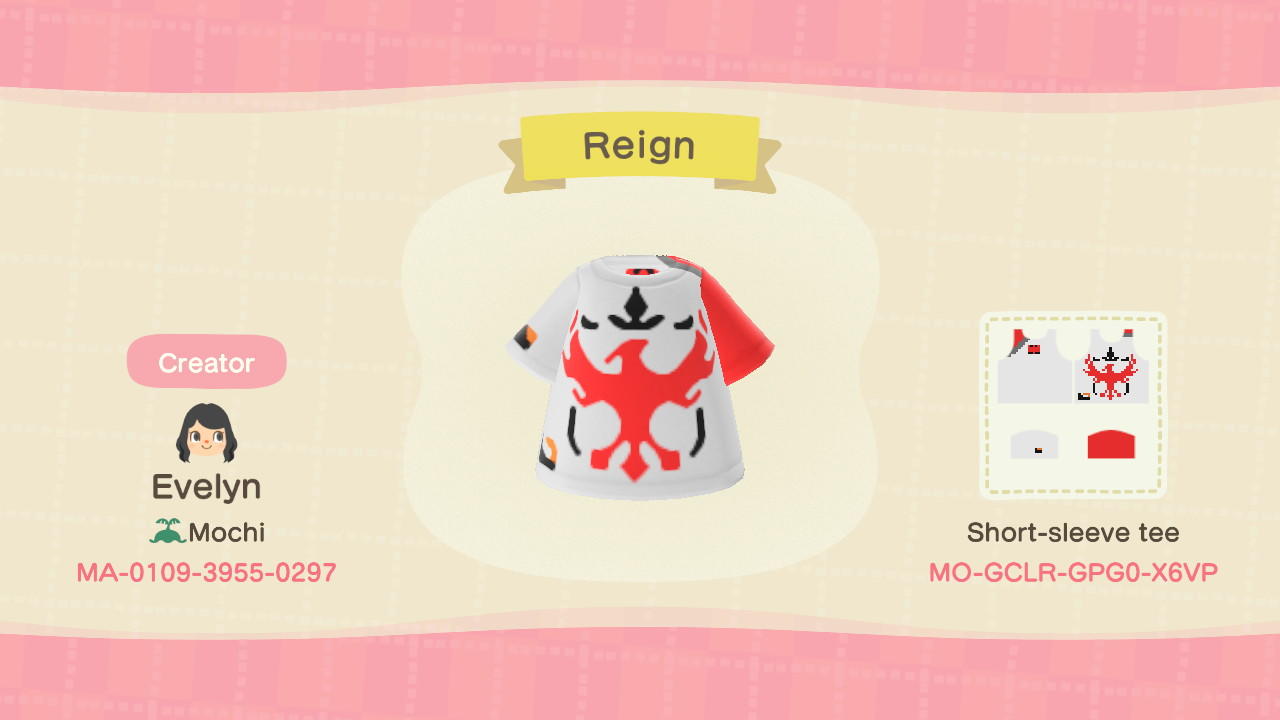 Reign
Creator
Evelyn
Mochi
MA-0109-3955-0297
Short-sleeve tee
MO-GCLR-GPG0-X6VP